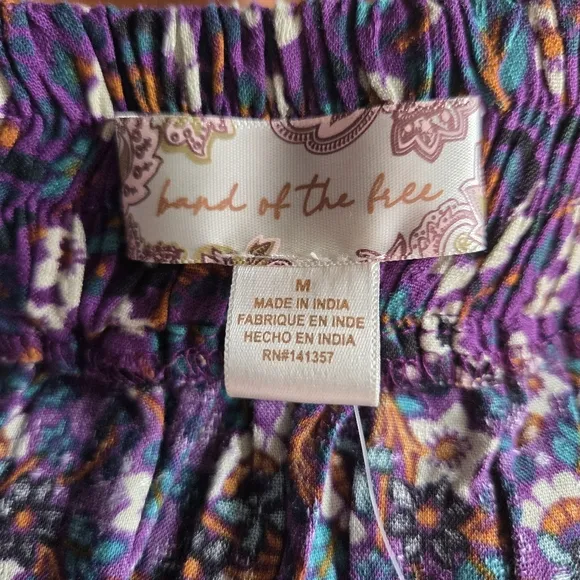 band of the free
M
MADE IN INDIA
FABRIQUE EN INDE
HECHO EN INDIA
RN#141357